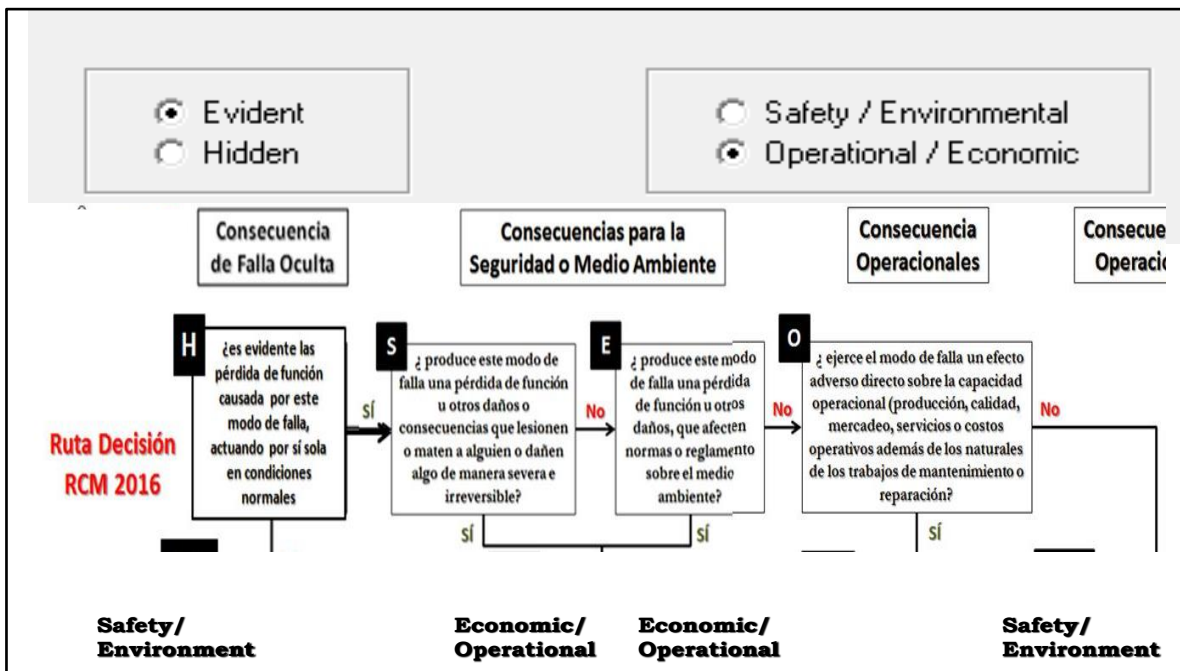 Evident
Hidden
Safety / Environmental
Operational / Economic
Consecuencia
de Falla Oculta
Consecuencias para la
Seguridad o Medio Ambiente
Consecuencia
Operacionales
Consecue
Operacio
H
¿es evidente las
pérdida de función
causada por este
modo de falla,
actuando por sí sola
en condiciones
normales
SÍ
S
¿ produce este modo de
falla una pérdida de función
u otros daños o
consecuencias que lesionen
o maten a alguien o dañen
algo de manera severa e
irreversible?
No
E
¿ produce este modo
de falla una pérdida
de función u otros
daños, que afecten
normas o reglamento
sobre el medio
ambiente?
No
O
¿ ejerce el modo de falla un efecto
adverso directo sobre la capacidad
operacional (producción, calidad,
mercadeo, servicios o costos
operativos además de los naturales
de los trabajos de mantenimiento o
reparación?
No
Ruta Decisión
RCM 2016
SÍ
SÍ
SÍ
Safety/
Environment
Economic/
Operational
Economic/
Operational
Safety/
Environment